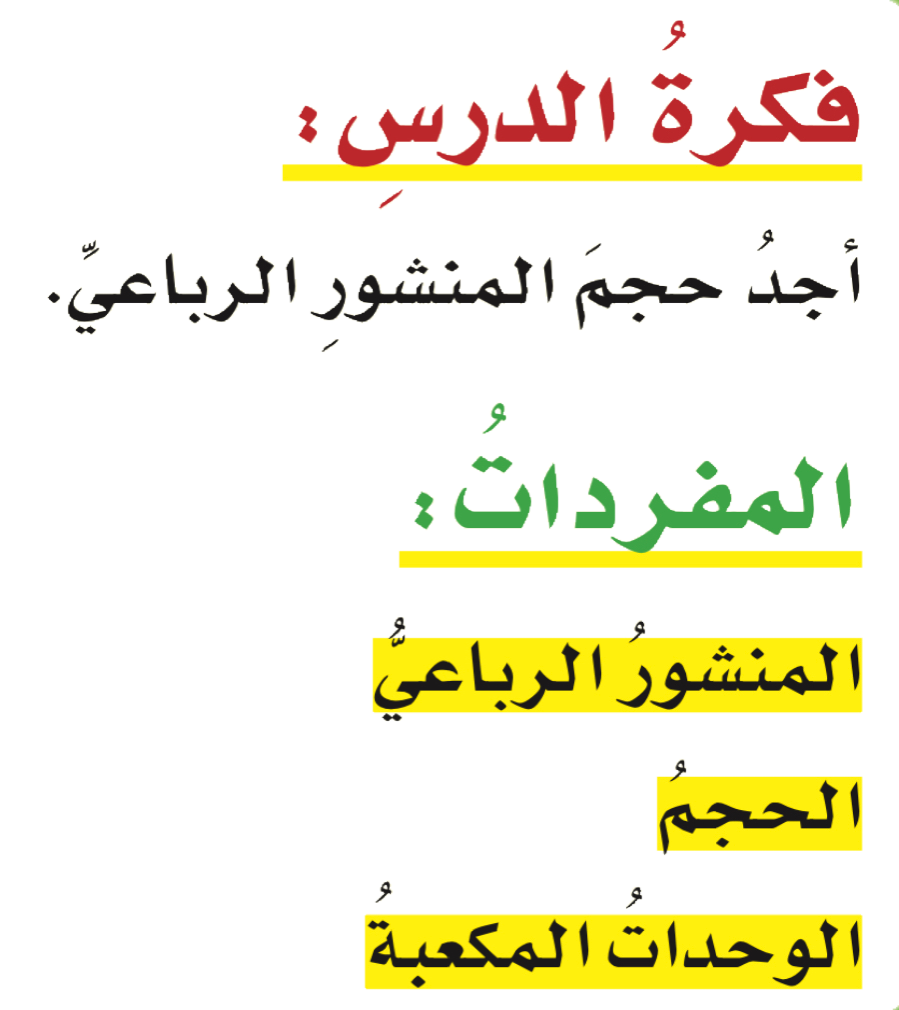 فكرةُ الدرسِ:
أجدُ حجمَ المنشورِ الرباعيِّ.
المفرداتُ:
المنشورُ الرباعيُّ
الحجمُ
الوحداتُ المكعبةُ